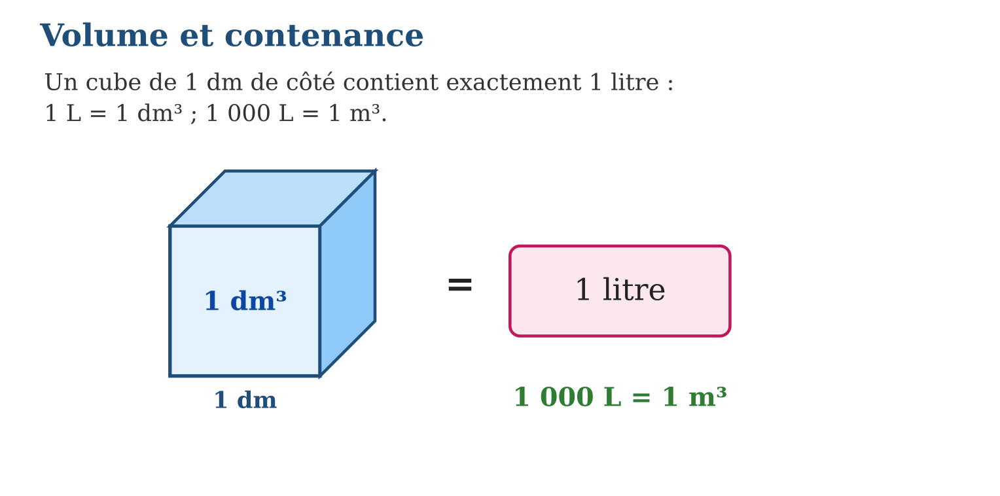 Volume et contenance
Un cube de 1 dm de côté contient exactement 1 litre :
1 L = 1 dm³ ; 1 000 L = 1 m³.
1 dm³
=
1 litre
1 dm
1 000 L = 1 m³